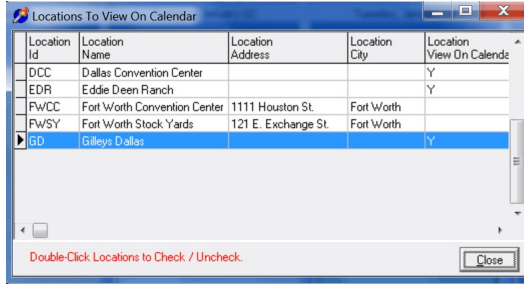 Locations To View On Calendar
Location Id Location Name Location Address Location City Location View On Calenda
DCC Dallas Convention Center Y
EDR Eddie Deen Ranch Y
FWCC Fort Worth Convention Center 1111 Houston St. Fort Worth
FWSY Fort Worth Stock Yards 121 E. Exchange St. Fort Worth
GD Gilleys Dallas Y
Double-Click Locations to Check / Uncheck.
Close